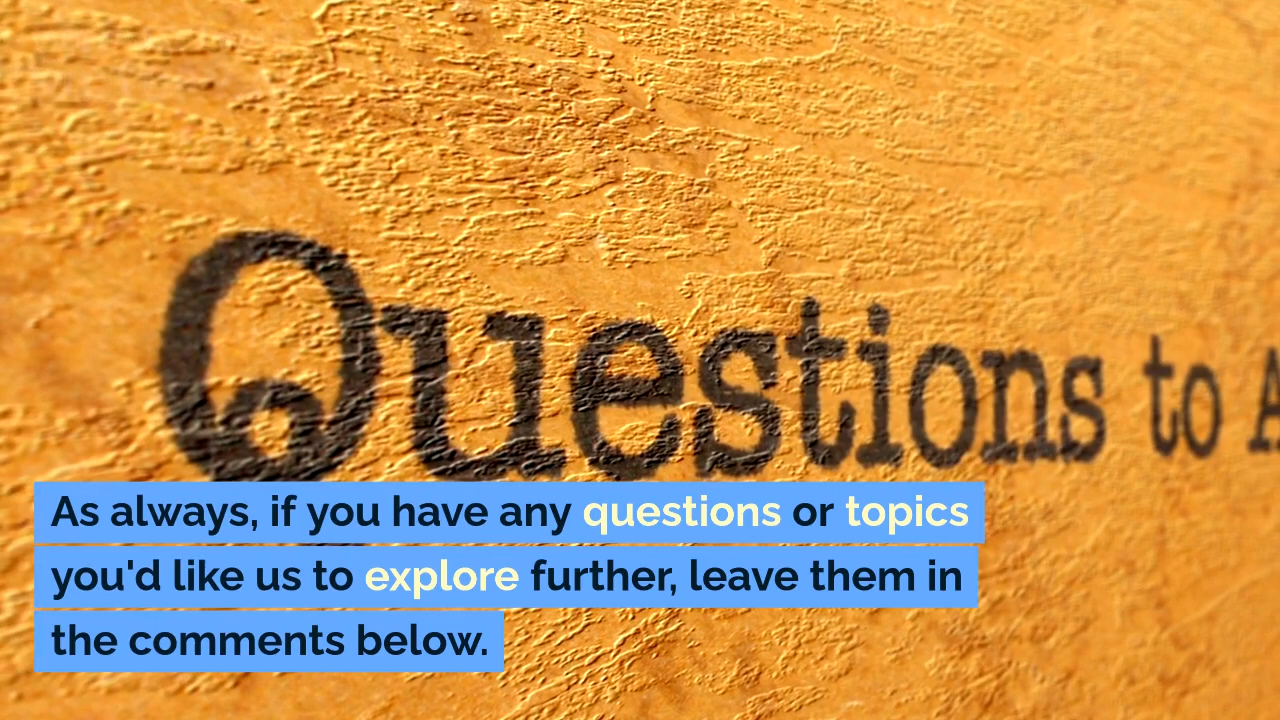 Questions to A
As always, if you have any questions or topics
you'd like us to explore further, leave them in
the comments below.